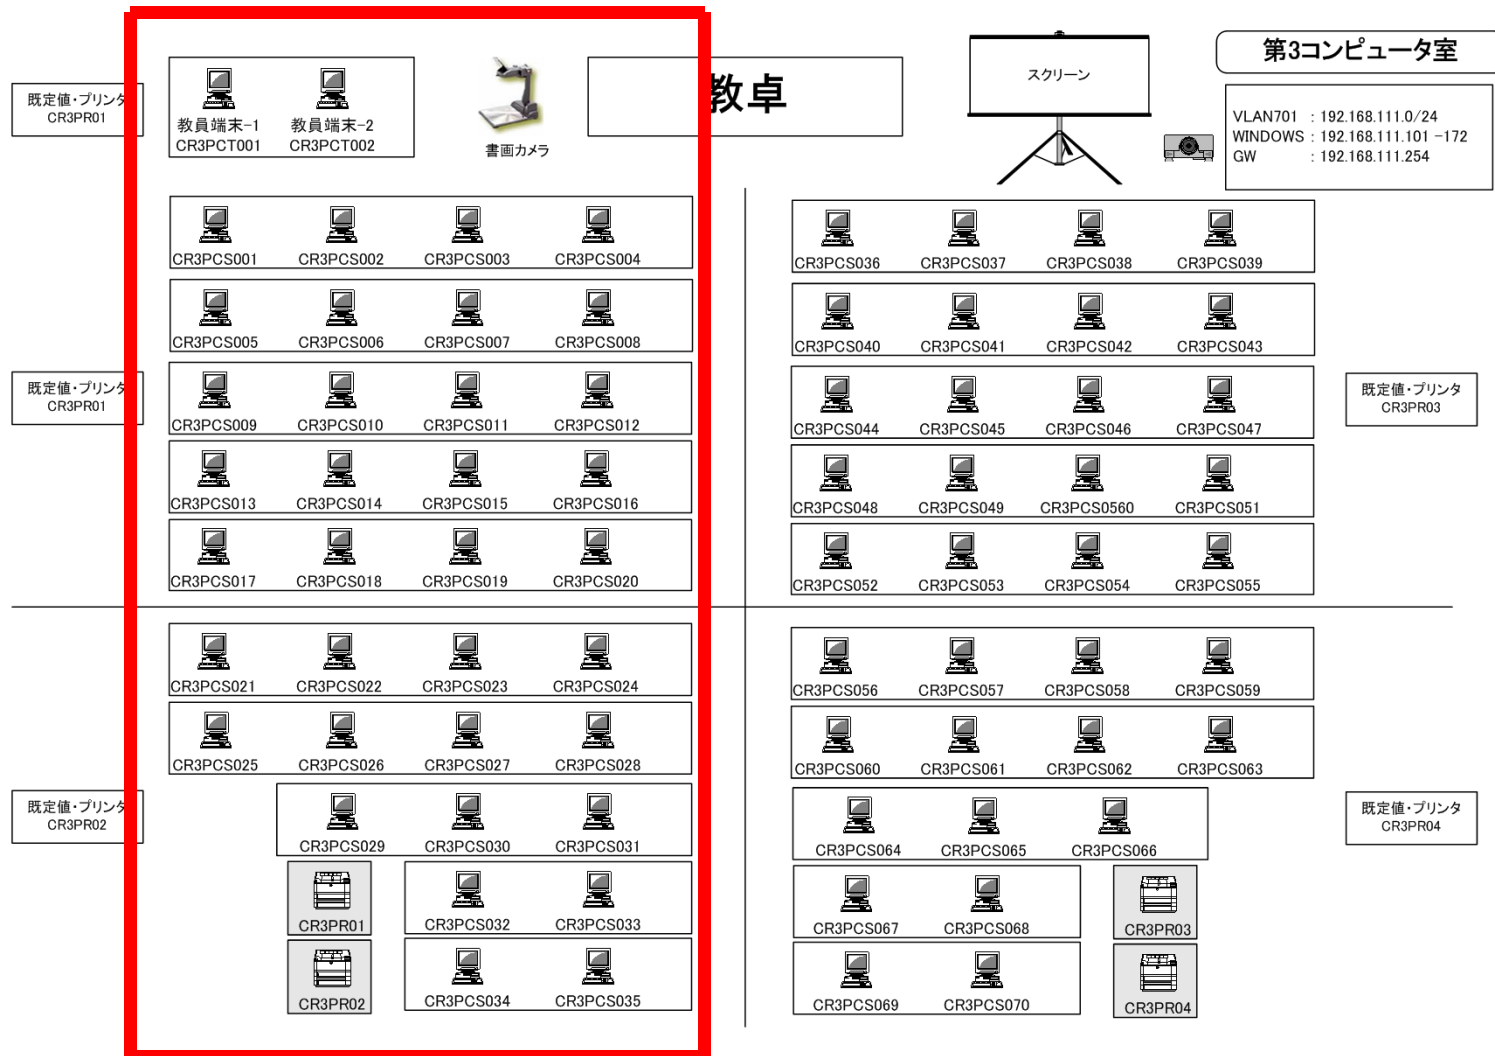 第3コンピュータ室
スクリーン
教卓
既定値・プリンタ
CR3PR01
教員端末-1
CR3PCT001
教員端末-2
CR3PCT002
書画カメラ
VLAN701 : 192.168.111.0/24
WINDOWS : 192.168.111.101 -172
GW : 192.168.111.254
CR3PCS001 CR3PCS002 CR3PCS003 CR3PCS004
CR3PCS005 CR3PCS006 CR3PCS007 CR3PCS008
既定値・プリンタ
CR3PR01
CR3PCS009 CR3PCS010 CR3PCS011 CR3PCS012
CR3PCS013 CR3PCS014 CR3PCS015 CR3PCS016
CR3PCS017 CR3PCS018 CR3PCS019 CR3PCS020
CR3PCS036 CR3PCS037 CR3PCS038 CR3PCS039
CR3PCS040 CR3PCS041 CR3PCS042 CR3PCS043
CR3PCS044 CR3PCS045 CR3PCS046 CR3PCS047
既定値・プリンタ
CR3PR03
CR3PCS048 CR3PCS049 CR3PCS0560 CR3PCS051
CR3PCS052 CR3PCS053 CR3PCS054 CR3PCS055
CR3PCS021 CR3PCS022 CR3PCS023 CR3PCS024
CR3PCS025 CR3PCS026 CR3PCS027 CR3PCS028
既定値・プリンタ
CR3PR02
CR3PCS029 CR3PCS030 CR3PCS031
CR3PR01 CR3PCS032 CR3PCS033
CR3PR02 CR3PCS034 CR3PCS035
CR3PCS056 CR3PCS057 CR3PCS058 CR3PCS059
CR3PCS060 CR3PCS061 CR3PCS062 CR3PCS063
既定値・プリンタ
CR3PR04
CR3PCS064 CR3PCS065 CR3PCS066
CR3PCS067 CR3PCS068 CR3PR03
CR3PCS069 CR3PCS070 CR3PR04